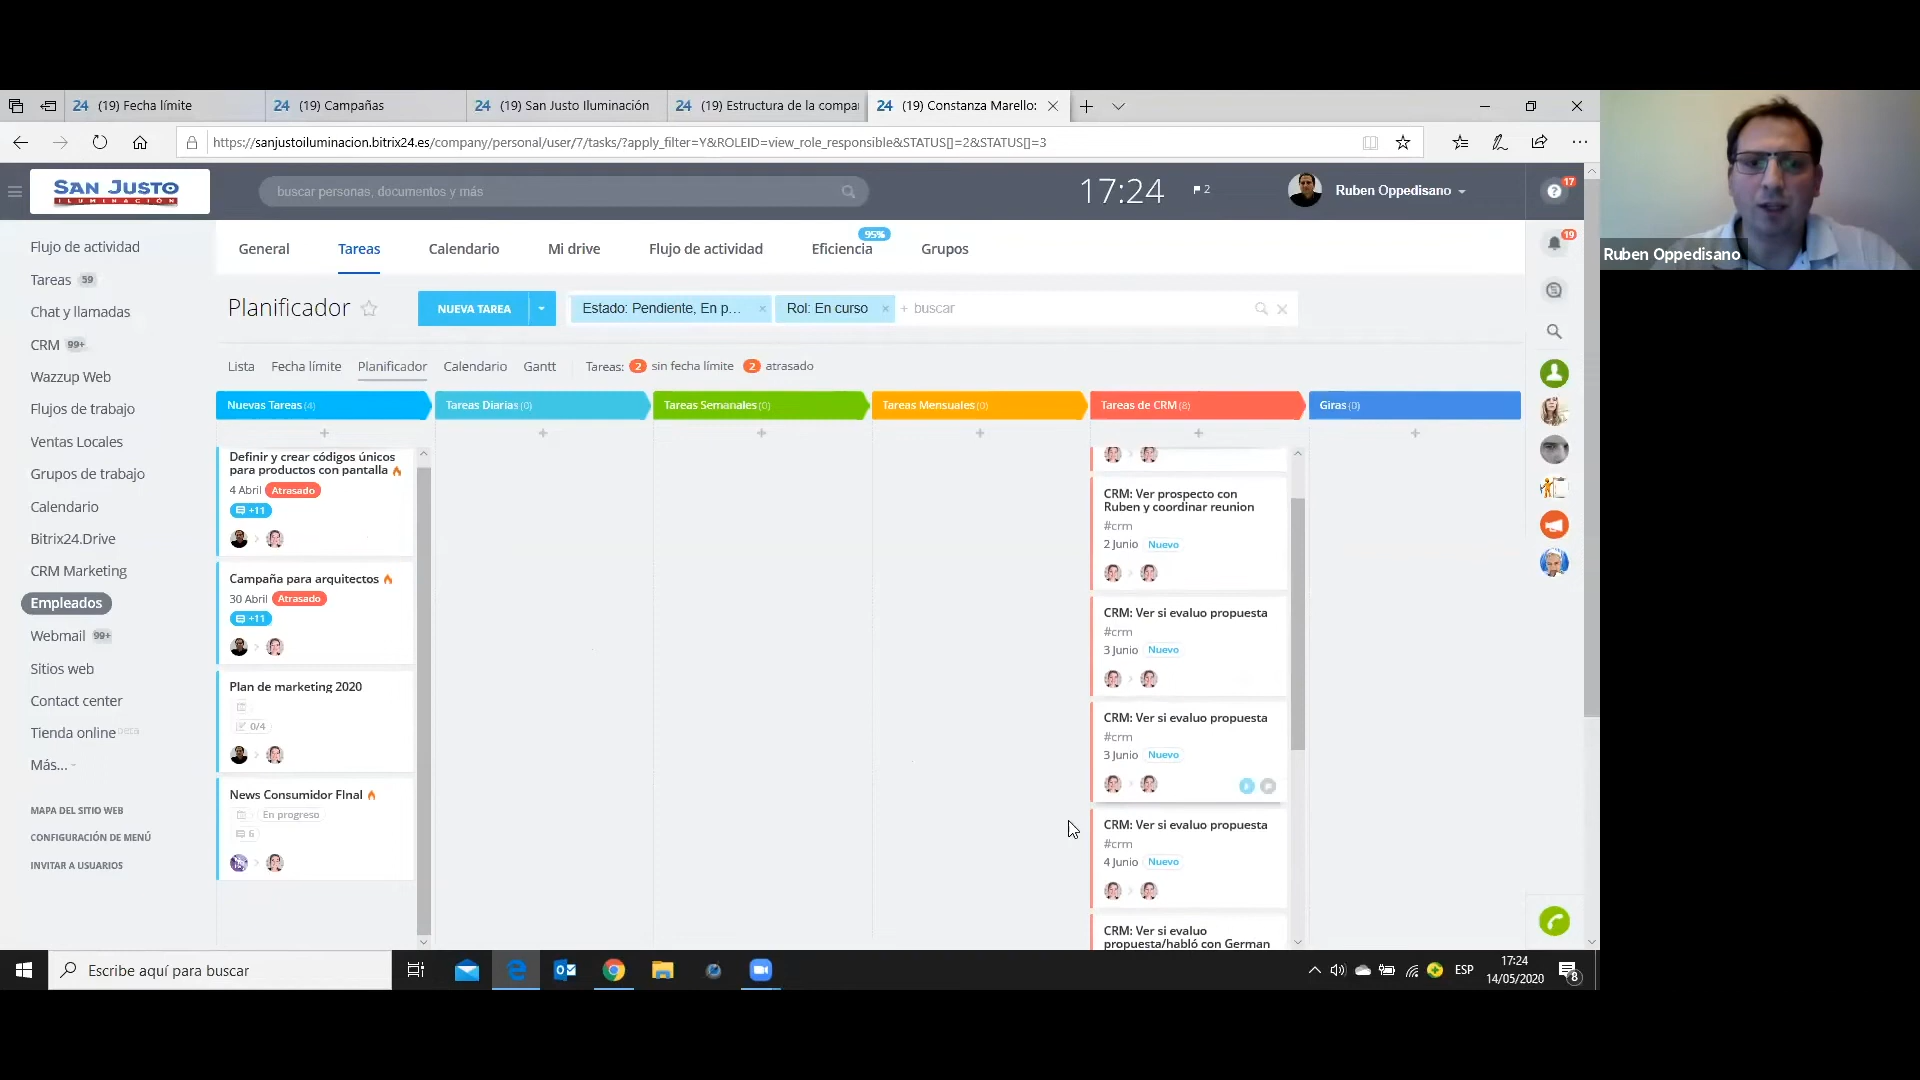 24 (19) Fecha límite
24 (19) Campañas
24 (19) San Justo Iluminación
24 (19) Estructura de la compa
24 (19) Constanza Marello:
https://sanjustoiluminacion.bitrix24.es/company/personal/user/7/tasks/?apply_filter=Y&ROLEID=view_role_responsible&STATUS[]=2&STATUS[]=3
SAN JUSTO
ILUMINACIÓN
buscar personas, documentos y más
17:24
2
Ruben Oppedisano
17
19
Flujo de actividad
Tareas 59
Chat y llamadas
CRM 99+
Wazzup Web
Flujos de trabajo
Ventas Locales
Grupos de trabajo
Calendario
Bitrix24.Drive
CRM Marketing
Empleados
Webmail 99+
Sitios web
Contact center
Tienda online beta
Más...
MAPA DEL SITIO WEB
CONFIGURACIÓN DE MENÚ
INVITAR A USUARIOS
General
Tareas
Calendario
Mi drive
Flujo de actividad
Eficiencia
95%
Grupos
Planificador
NUEVA TAREA
Estado: Pendiente, En p...
Rol: En curso
+ buscar
Lista
Fecha límite
Planificador
Calendario
Gantt
Tareas: 2 sin fecha límite 2 atrasado
Nuevas Tareas (4)
Tareas Diarias (0)
Tareas Semanales (0)
Tareas Mensuales (0)
Tareas de CRM (8)
Giras (0)
Definir y crear códigos únicos
para productos con pantalla
4 Abril Atrasado
+11
Campaña para arquitectos
30 Abril Atrasado
+11
Plan de marketing 2020
0/4
News Consumidor FInal
En progreso
6
CRM: Ver prospecto con
Ruben y coordinar reunion
#crm
2 Junio Nuevo
CRM: Ver si evaluo propuesta
#crm
3 Junio Nuevo
CRM: Ver si evaluo propuesta
#crm
3 Junio Nuevo
CRM: Ver si evaluo propuesta
#crm
4 Junio Nuevo
CRM: Ver si evaluo
propuesta/habló con German
Ruben Oppedisano
Escribe aquí para buscar
ESP
17:24
14/05/2020
8